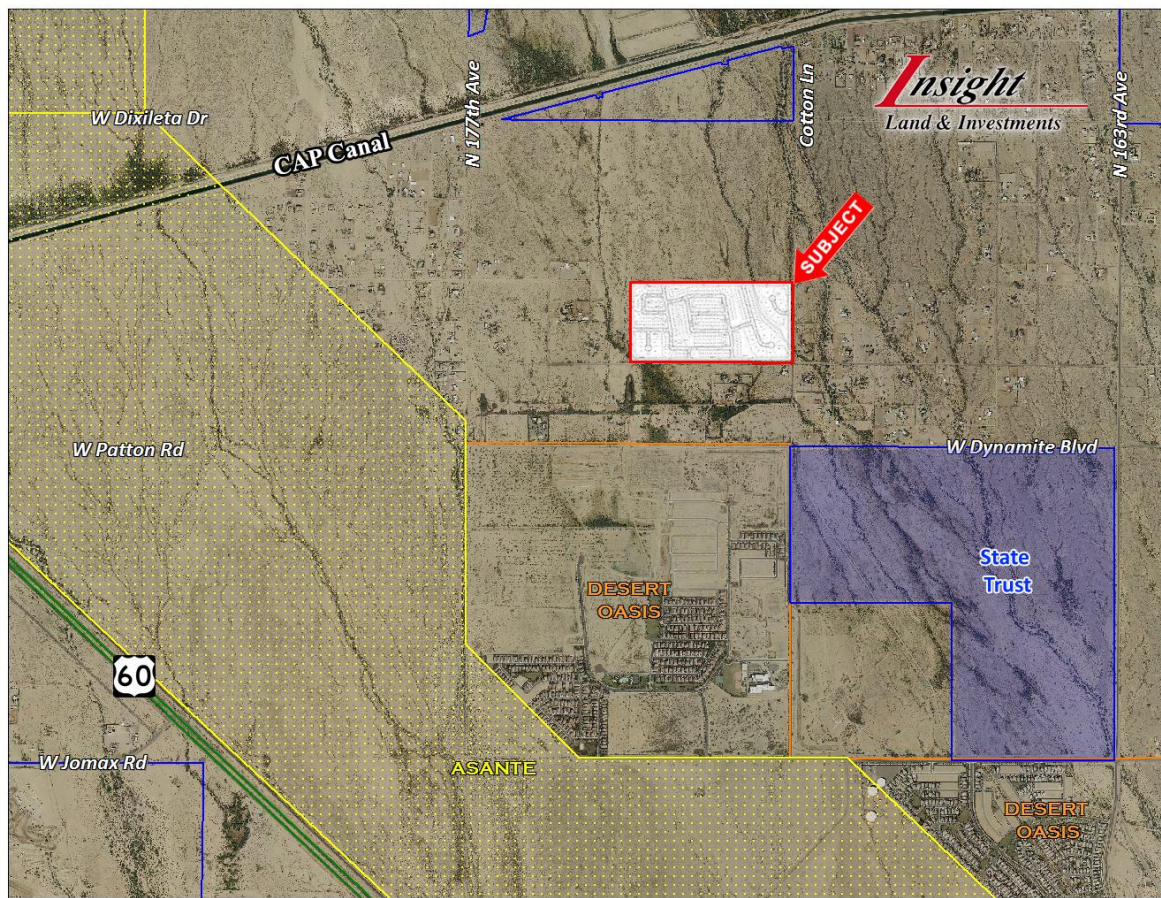 Insight
Land & Investments
N 177th Ave
Cotton Ln
N 163rd Ave
W Dixileta Dr
CAP Canal
SUBJECT
W Patton Rd
W Dynamite Blvd
State
Trust
DESERT
OASIS
60
W Jomax Rd
ASANTE
DESERT
OASIS